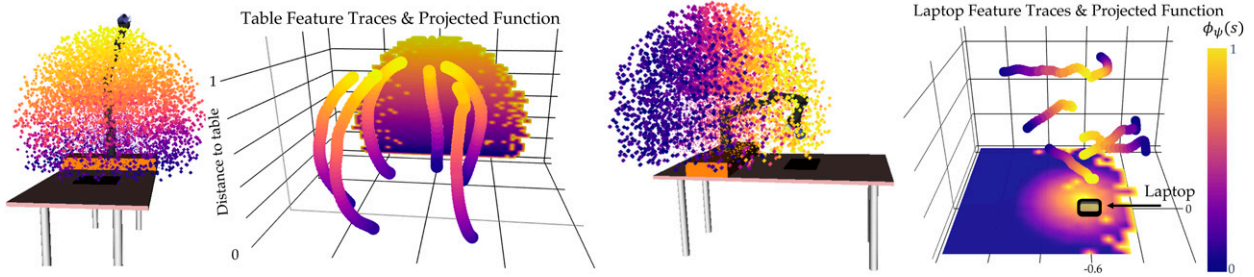 Table Feature Traces & Projected Function
Distance to table
1
0
Laptop Feature Traces & Projected Function
ϕψ(s)
1
0
Laptop
0
-0.6